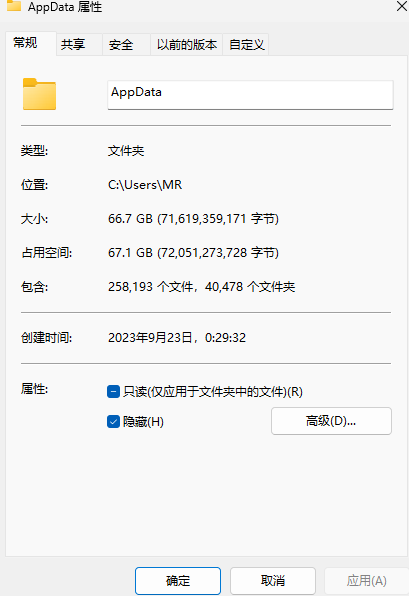 AppData 属性
常规 共享 安全 以前的版本 自定义
AppData
类型: 文件夹
位置: C:\Users\MR
大小: 66.7 GB (71,619,359,171 字节)
占用空间: 67.1 GB (72,051,273,728 字节)
包含: 258,193 个文件，40,478 个文件夹
创建时间: 2023年9月23日，0:29:32
属性: 只读(仅应用于文件夹中的文件)(R)
隐藏(H) 高级(D)...
确定 取消 应用(A)